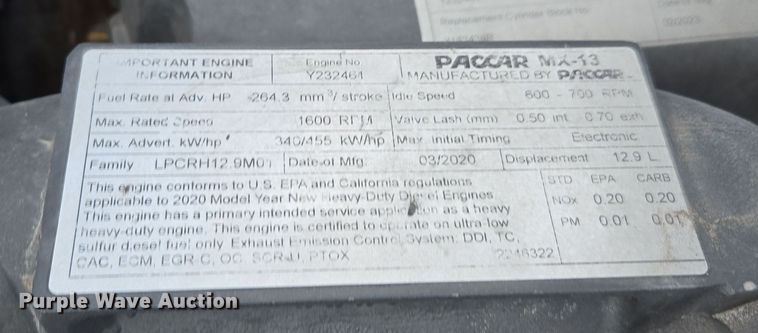 Replacement Cylinder Block No.
IMPORTANT ENGINE INFORMATION
Engine No.
Y232461
PACCAR MX-13
MANUFACTURED BY PACCAR
Fuel Rate at Adv. HP 264.3 mm³/stroke Idle Speed 600 - 700 RPM
Max. Rated Speed 1600 RPM Valve Lash (mm) 0.50 int 0.70 exh
Max. Advert. kW/hp 340/455 kW/hp Max Initial Timing Electronic
Family LPCRH12.9M01 Date of Mfg. 03/2020 Displacement 12.9 L
This engine conforms to U.S. EPA and California regulations
applicable to 2020 Model Year New Heavy-Duty Diesel Engines
This engine has a primary intended service application as a heavy
heavy-duty engine. This engine is certified to operate on ultra-low
sulfur diesel fuel only Exhaust Emission Control System: DDI, TC,
CAC, ECM, EGR-C, OC, SCR-U, PTOX
STD EPA CARB
NOX 0.20 0.20
PM 0.01 0.01
2246322
Purple Wave Auction